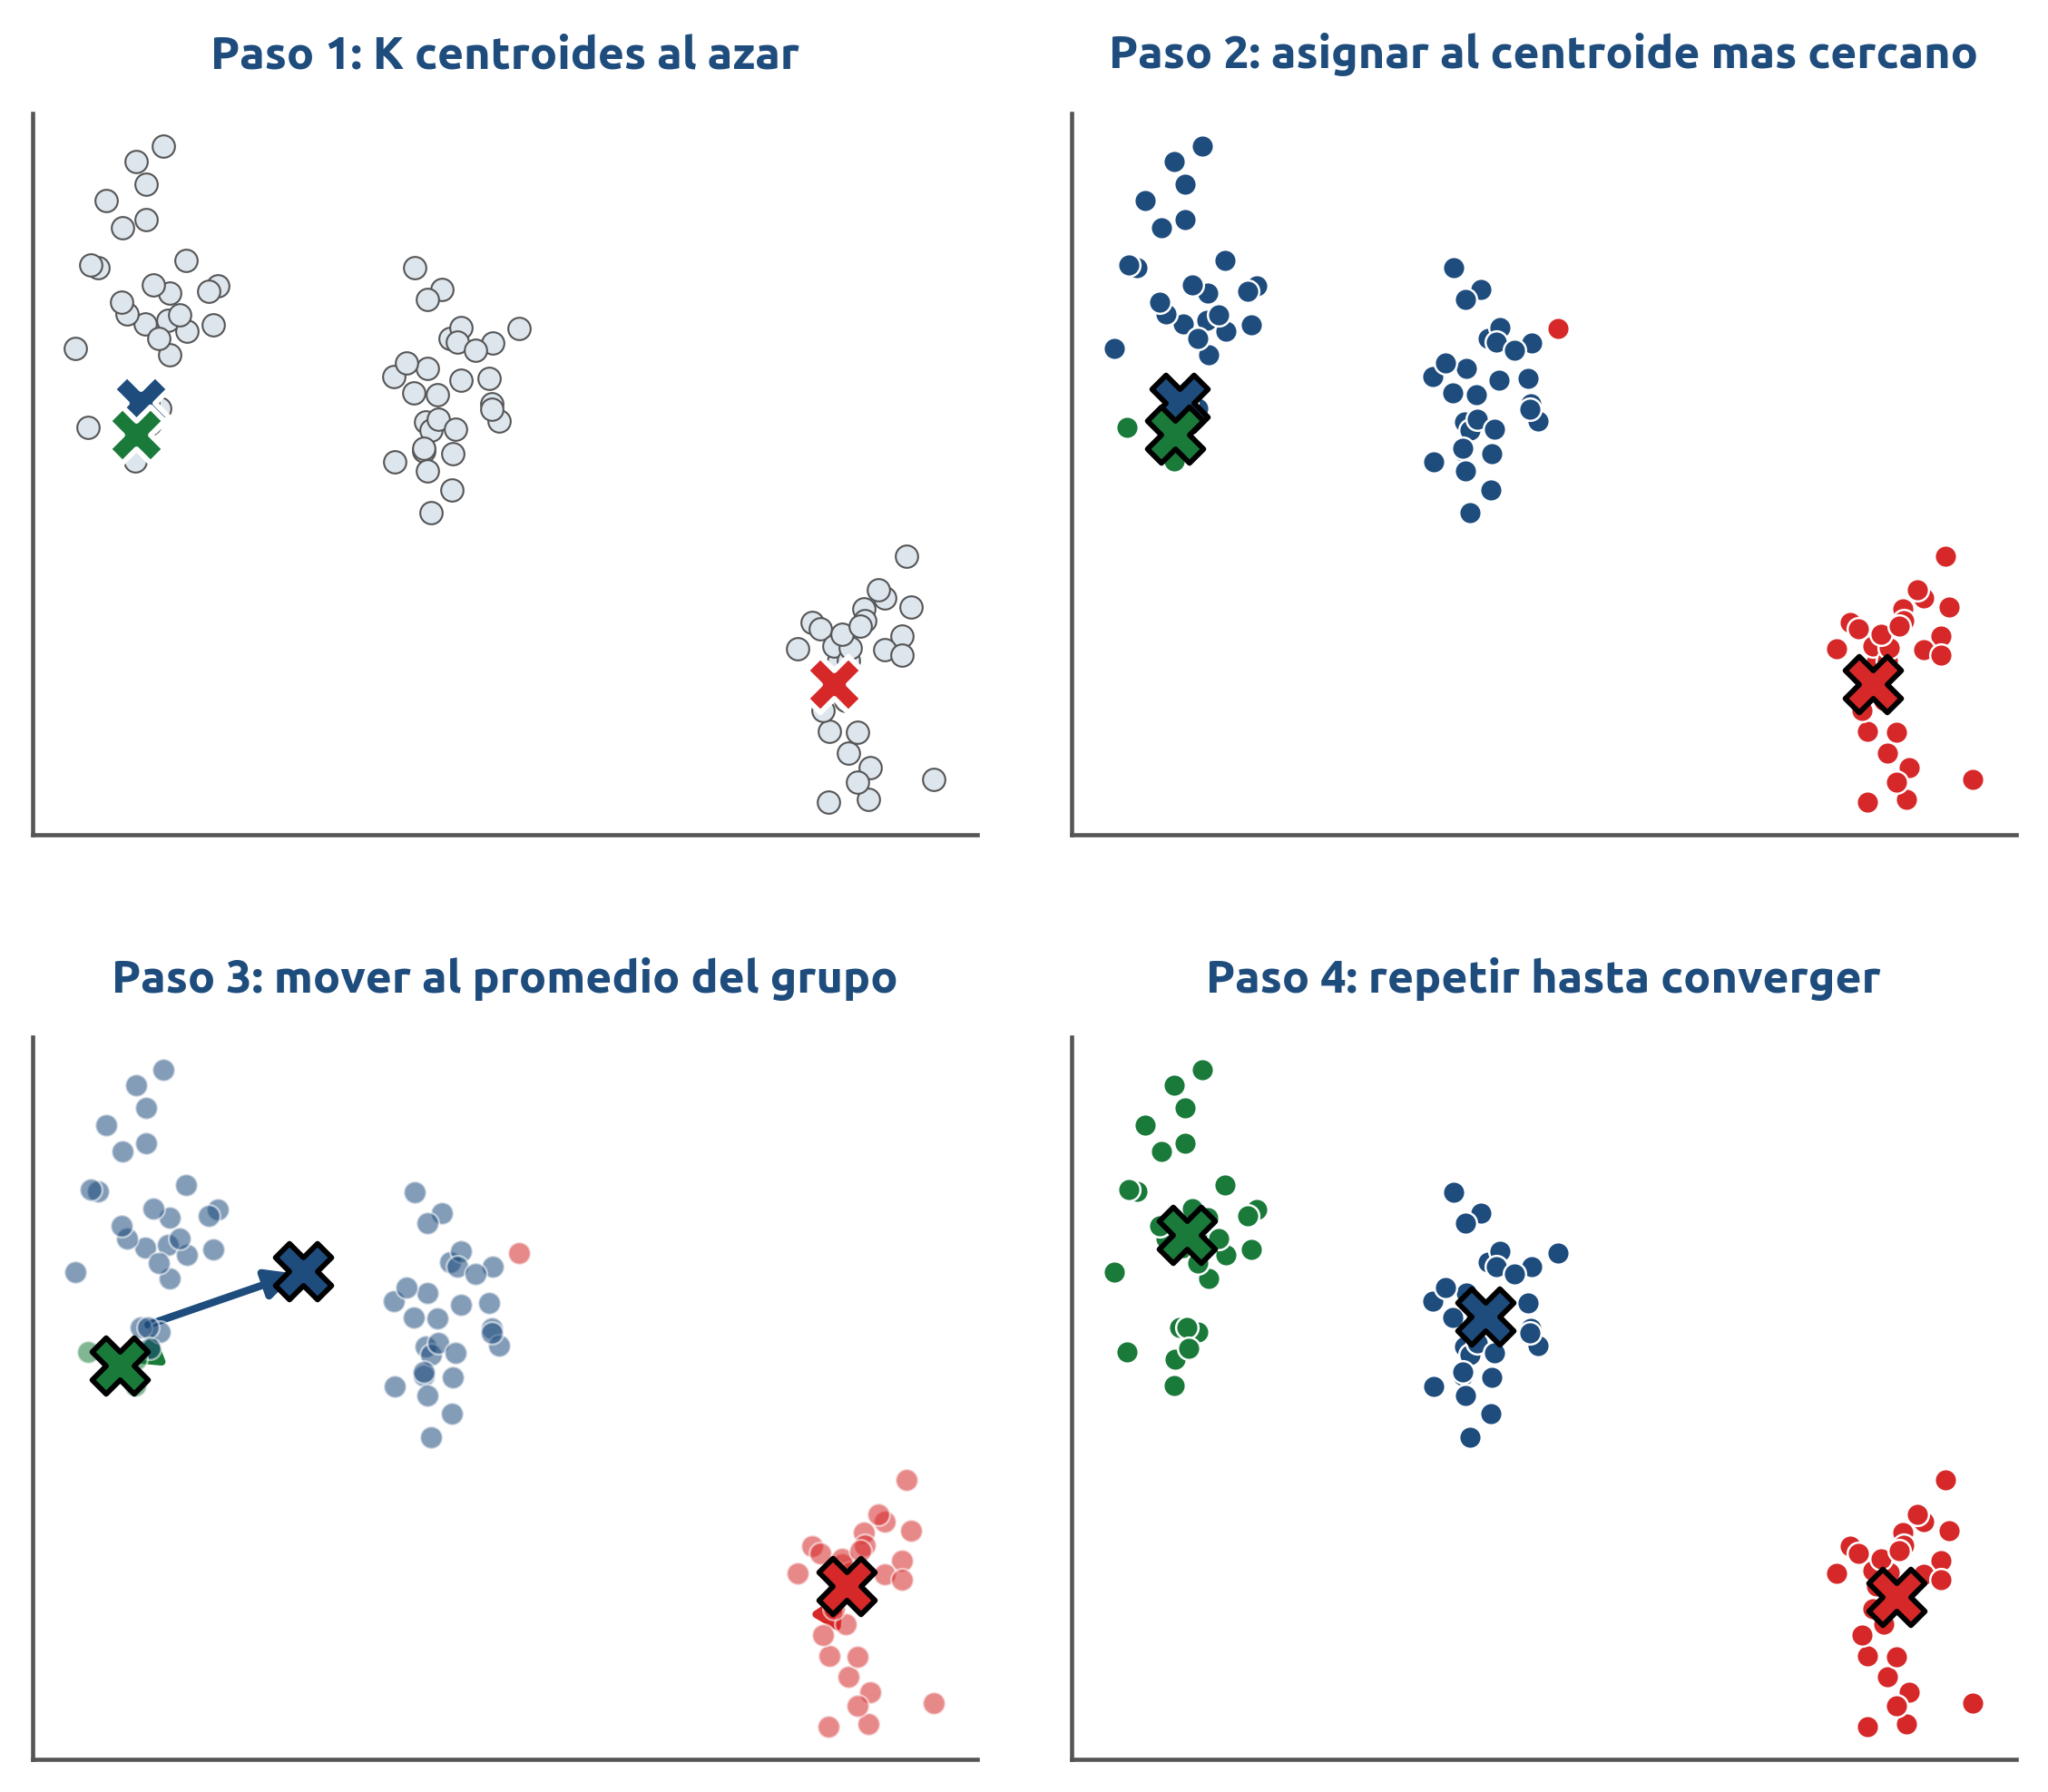 Paso 1: K centroides al azar
Paso 2: asignar al centroide mas cercano
Paso 3: mover al promedio del grupo
Paso 4: repetir hasta converger